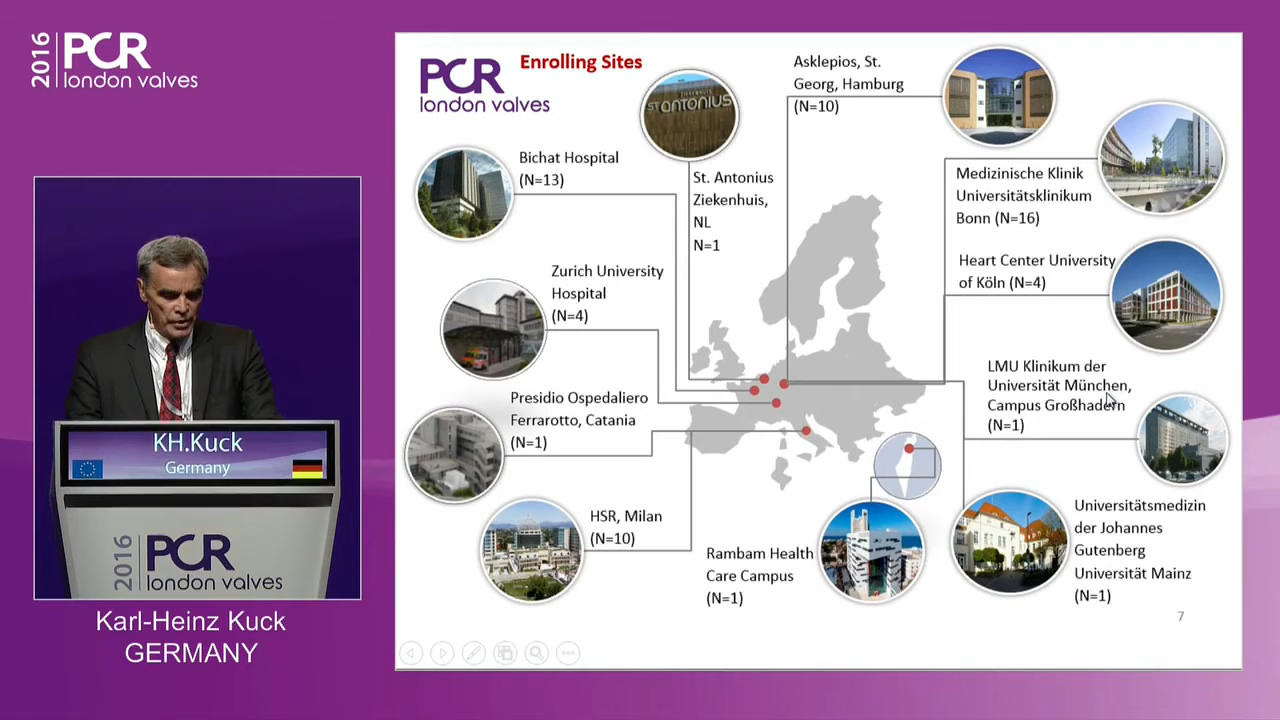 2016
PCR
london valves
PCR
london valves
Enrolling Sites
ZIEKENHUIS
ST ANTONIUS
Asklepios, St.
Georg, Hamburg
(N=10)
Bichat Hospital
(N=13)
St. Antonius
Ziekenhuis,
NL
N=1
Medizinische Klinik
Universitätsklinikum
Bonn (N=16)
Zurich University
Hospital
(N=4)
Heart Center University
of Köln (N=4)
LMU Klinikum der
Universität München,
Campus Großhadern
(N=1)
Presidio Ospedaliero
Ferrarotto, Catania
(N=1)
HSR, Milan
(N=10)
Rambam Health
Care Campus
(N=1)
Universitätsmedizin
der Johannes
Gutenberg
Universität Mainz
(N=1)
7
KH.Kuck
Germany
2016
PCR
london valves
Karl-Heinz Kuck
GERMANY